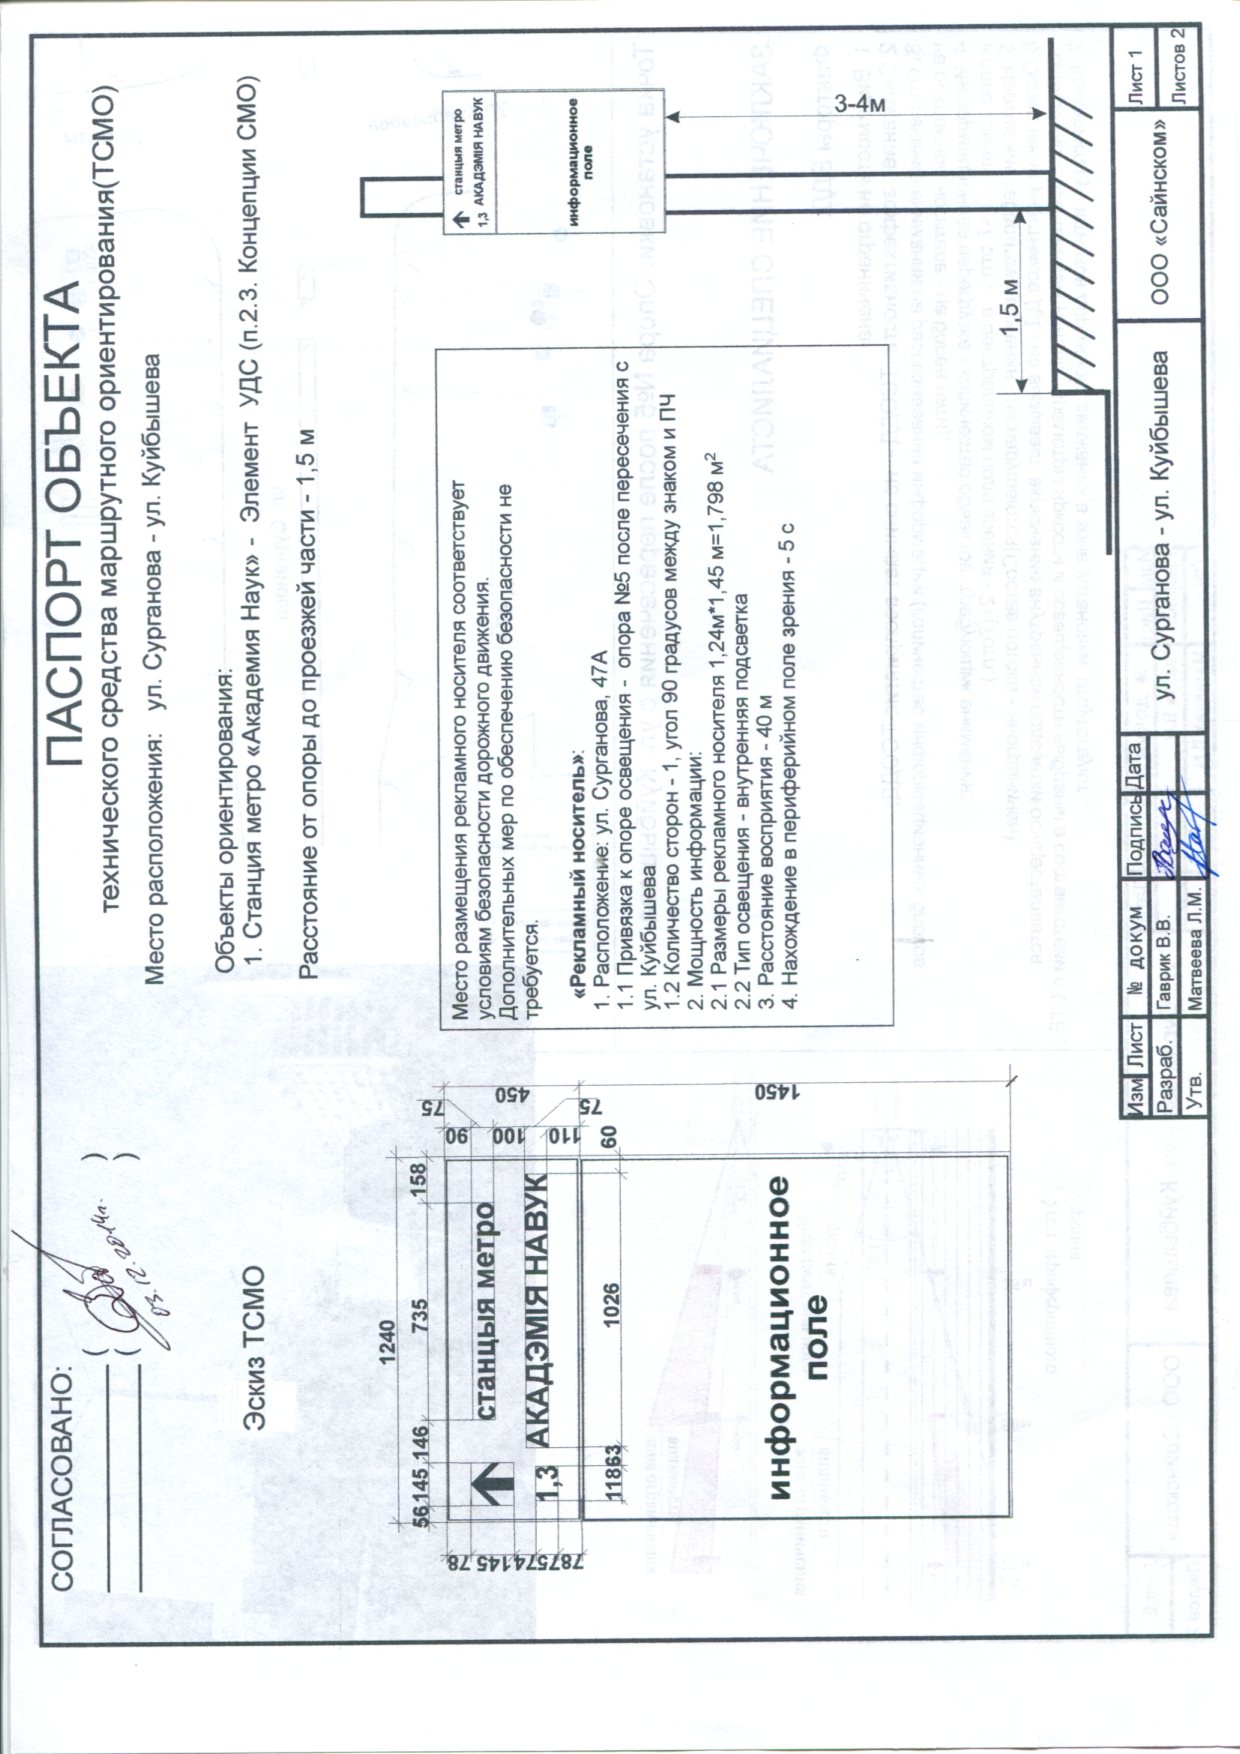 СОГЛАСОВАНО:
( )
( )
03.12.2014г.
ПАСПОРТ ОБЪЕКТА
технического средства маршрутного ориентирования(ТСМО)
Место расположения: ул. Сурганова - ул. Куйбышева
Объекты ориентирования:
1. Станция метро «Академия Наук» - Элемент УДС (п.2.3. Концепции СМО)
Расстояние от опоры до проезжей части - 1,5 м
Эскиз ТСМО
1240
56 145 146 735 158
78 145 74 75 78
75
90
100
110
75
450
1450
станцыя метро
1,3 АКАДЭМІЯ НАВУК
118 63 1026 60
информационное
поле
Место размещения рекламного носителя соответствует
условиям безопасности дорожного движения.
Дополнительных мер по обеспечению безопасности не
требуется.
«Рекламный носитель»:
1. Расположение: ул. Сурганова, 47А
1.1 Привязка к опоре освещения - опора №5 после пересечения с
ул. Куйбышева
1.2 Количество сторон - 1, угол 90 градусов между знаком и ПЧ
2. Мощность информации:
2.1 Размеры рекламного носителя 1,24м*1,45 м=1,798 м²
2.2 Тип освещения - внутренняя подсветка
3. Расстояние восприятия - 40 м
4. Нахождение в периферийном поле зрения - 5 с
станцыя метро
1,3 АКАДЭМІЯ НАВУК
информационное
поле
3-4м
1,5 м
Изм Лист № докум Подпись Дата
Разраб. Гаврик В.В.
Утв. Матвеева Л.М.
ул. Сурганова - ул. Куйбышева
ООО «Сайнском»
Лист 1
Листов 2